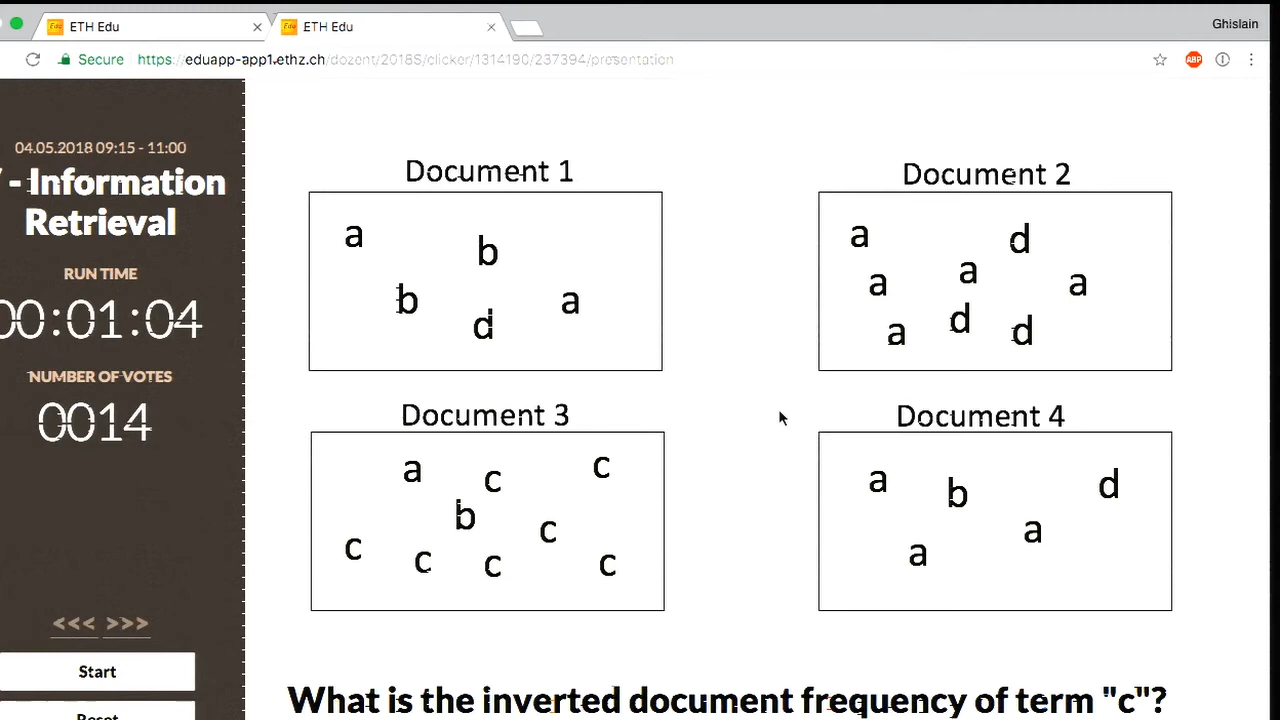 ETH Edu
ETH Edu
Ghislain
Secure https://eduapp-app1.ethz.ch/dozent/2018S/clicker/1314190/237394/presentation
ABP
04.05.2018 09:15 - 11:00
- Information
Retrieval
RUN TIME
00:01:04
NUMBER OF VOTES
0014
<<< >>>
Start
Reset
Document 1
a b
b a
d
Document 2
a d
a a a
a d d
Document 3
a c c
b c
c c c c
Document 4
a b d
a a
What is the inverted document frequency of term "c"?